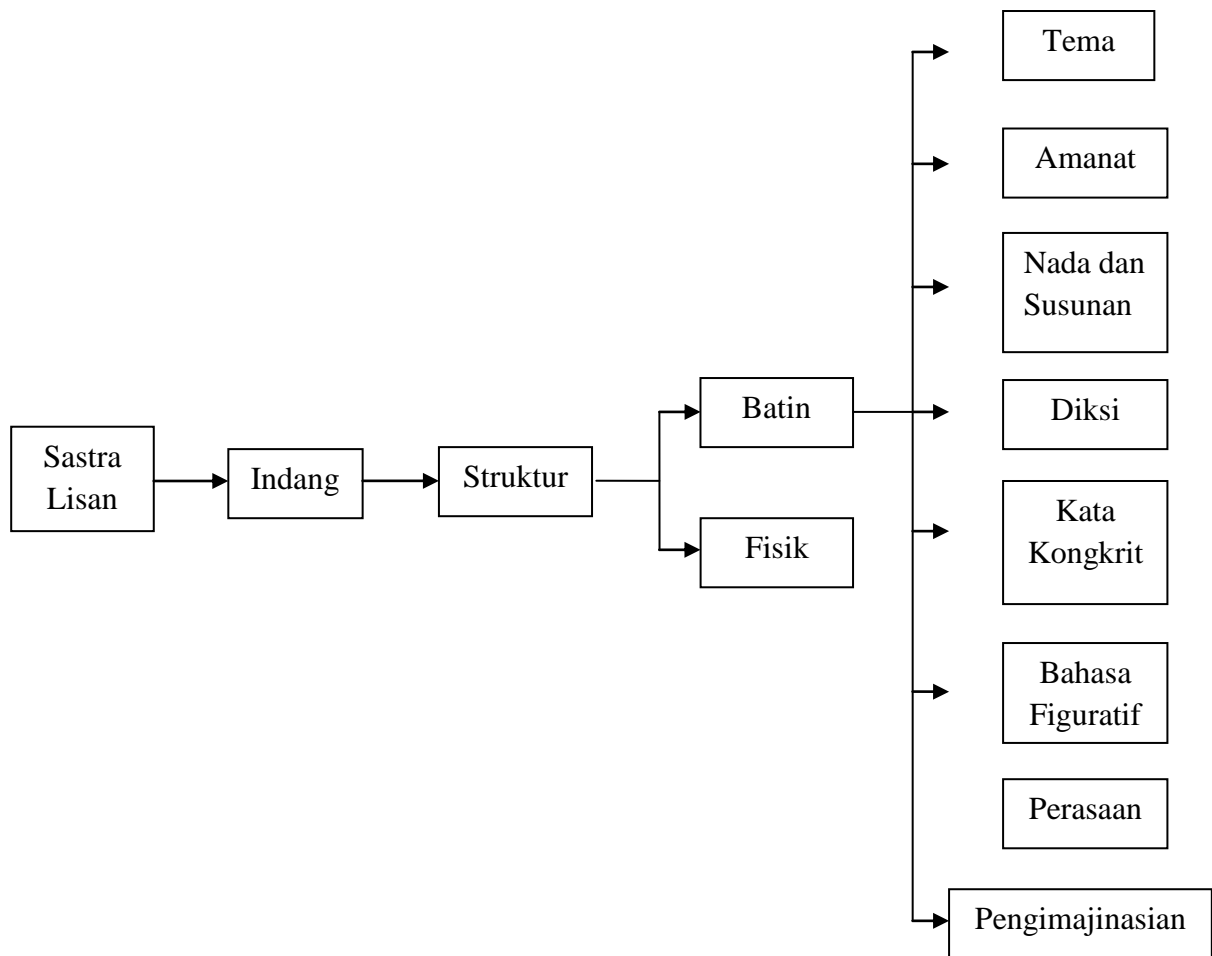 Sastra
Lisan
Indang
Struktur
Batin
Fisik
Tema
Amanat
Nada dan
Susunan
Diksi
Kata
Kongkrit
Bahasa
Figuratif
Perasaan
Pengimajinasian